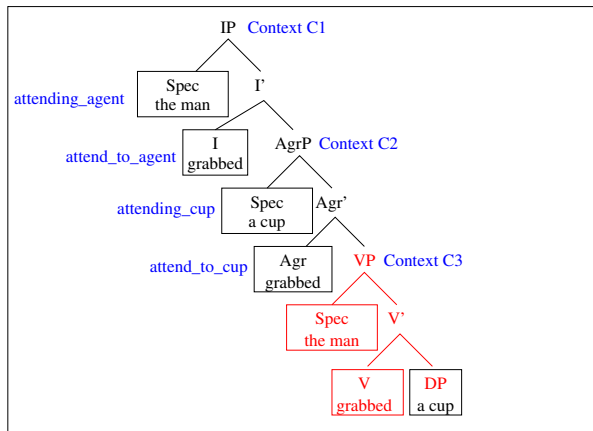 IP Context C1
Spec
the man
attending_agent
I'
I
grabbed
attend_to_agent
AgrP Context C2
Spec
a cup
attending_cup
Agr'
Agr
grabbed
attend_to_cup
VP Context C3
Spec
the man
V'
V
grabbed
DP
a cup